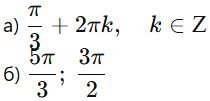 а) π/3 + 2πk, k ∈ Z
б) 5π/3; 3π/2